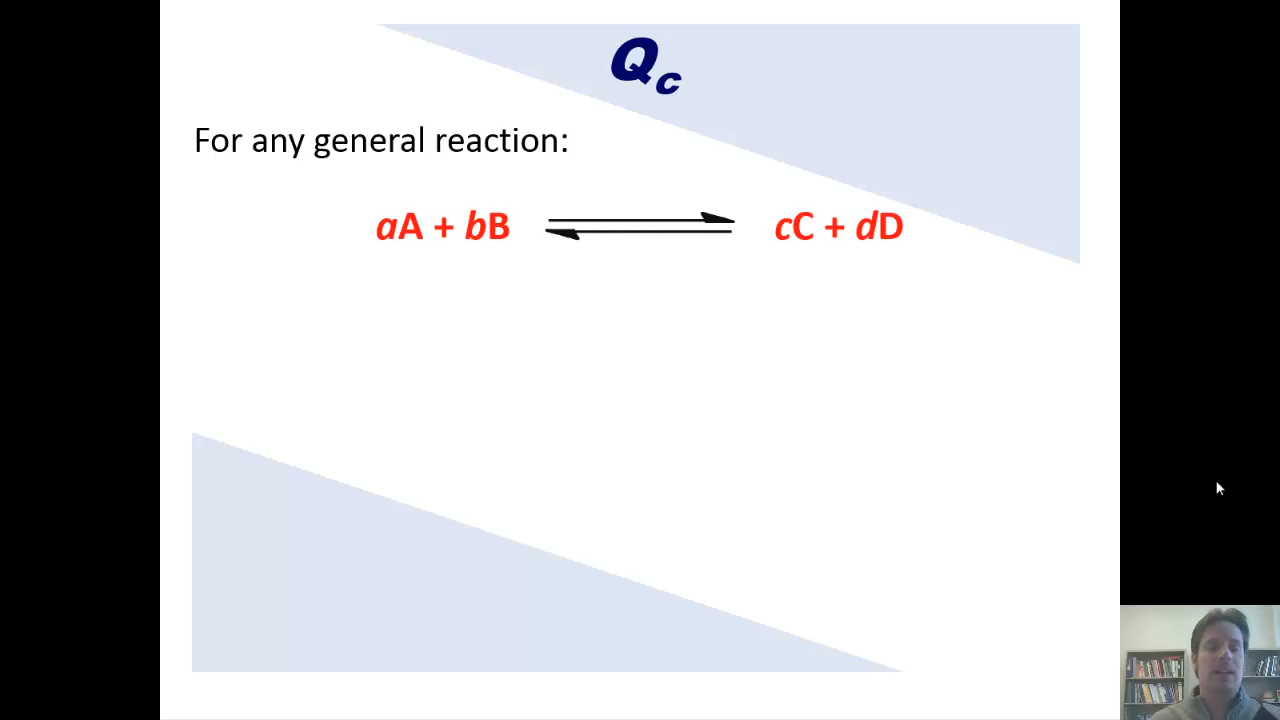 Qc
For any general reaction:
aA + bB ⇌ cC + dD